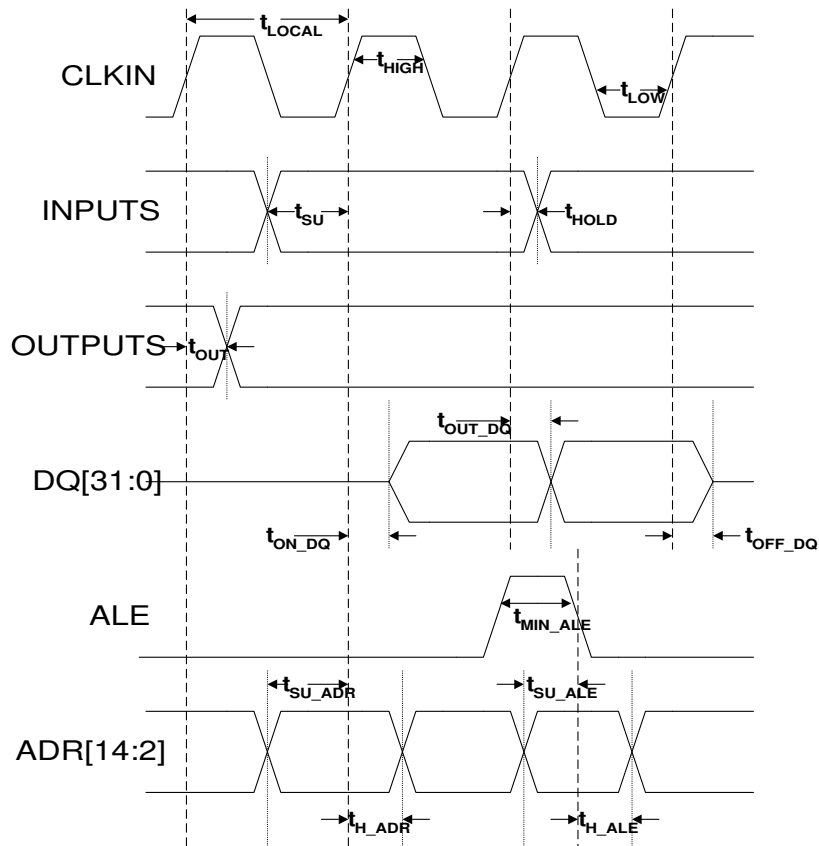 tLOCAL
CLKIN
tHIGH
tLOW
INPUTS
tSU
tHOLD
OUTPUTS
tOUT
tOUT_DQ
DQ[31:0]
tON_DQ
tOFF_DQ
ALE
tMIN_ALE
tSU_ADR
tSU_ALE
ADR[14:2]
tH_ADR
tH_ALE